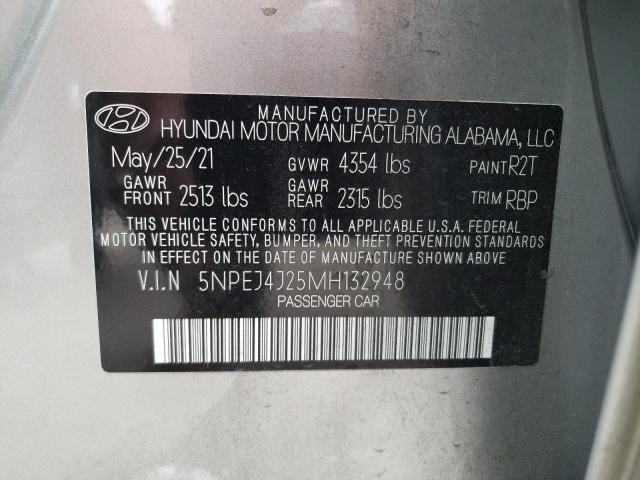 MANUFACTURED BY
HYUNDAI MOTOR MANUFACTURING ALABAMA, LLC
May/25/21 GVWR 4354 lbs PAINT R2T
GAWR FRONT 2513 lbs GAWR REAR 2315 lbs TRIM RBP
THIS VEHICLE CONFORMS TO ALL APPLICABLE U.S.A. FEDERAL
MOTOR VEHICLE SAFETY, BUMPER, AND THEFT PREVENTION STANDARDS
IN EFFECT ON THE DATE OF MANUFACTURE SHOWN ABOVE.
V.I.N 5NPEJ4J25MH132948
PASSENGER CAR